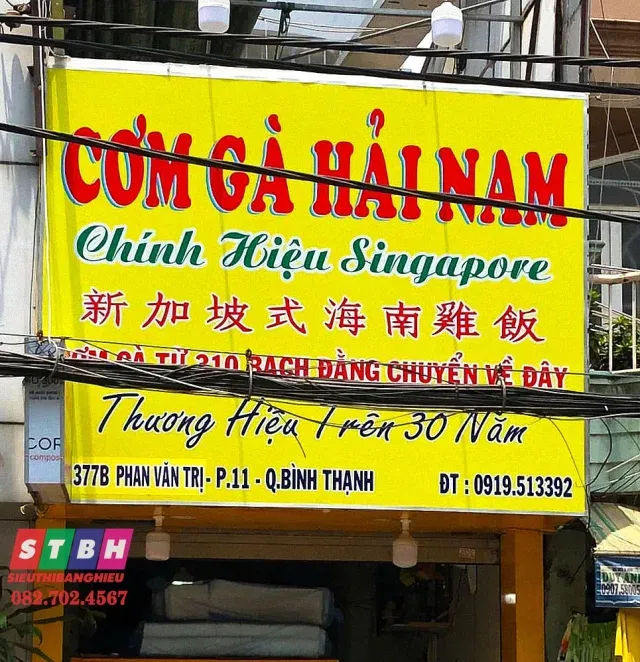 CƠM GÀ HẢI NAM
Chính Hiệu Singapore
新加坡式海南雞飯
CƠM GÀ TỪ 310 BẠCH ĐẰNG CHUYỂN VỀ ĐÂY
Thương Hiệu Trên 30 Năm
377B PHAN VĂN TRỊ - P.11 - Q.BÌNH THẠNH ĐT : 0919.513392
STBH
SIEUTHIBANGHIEU
082.702.4567